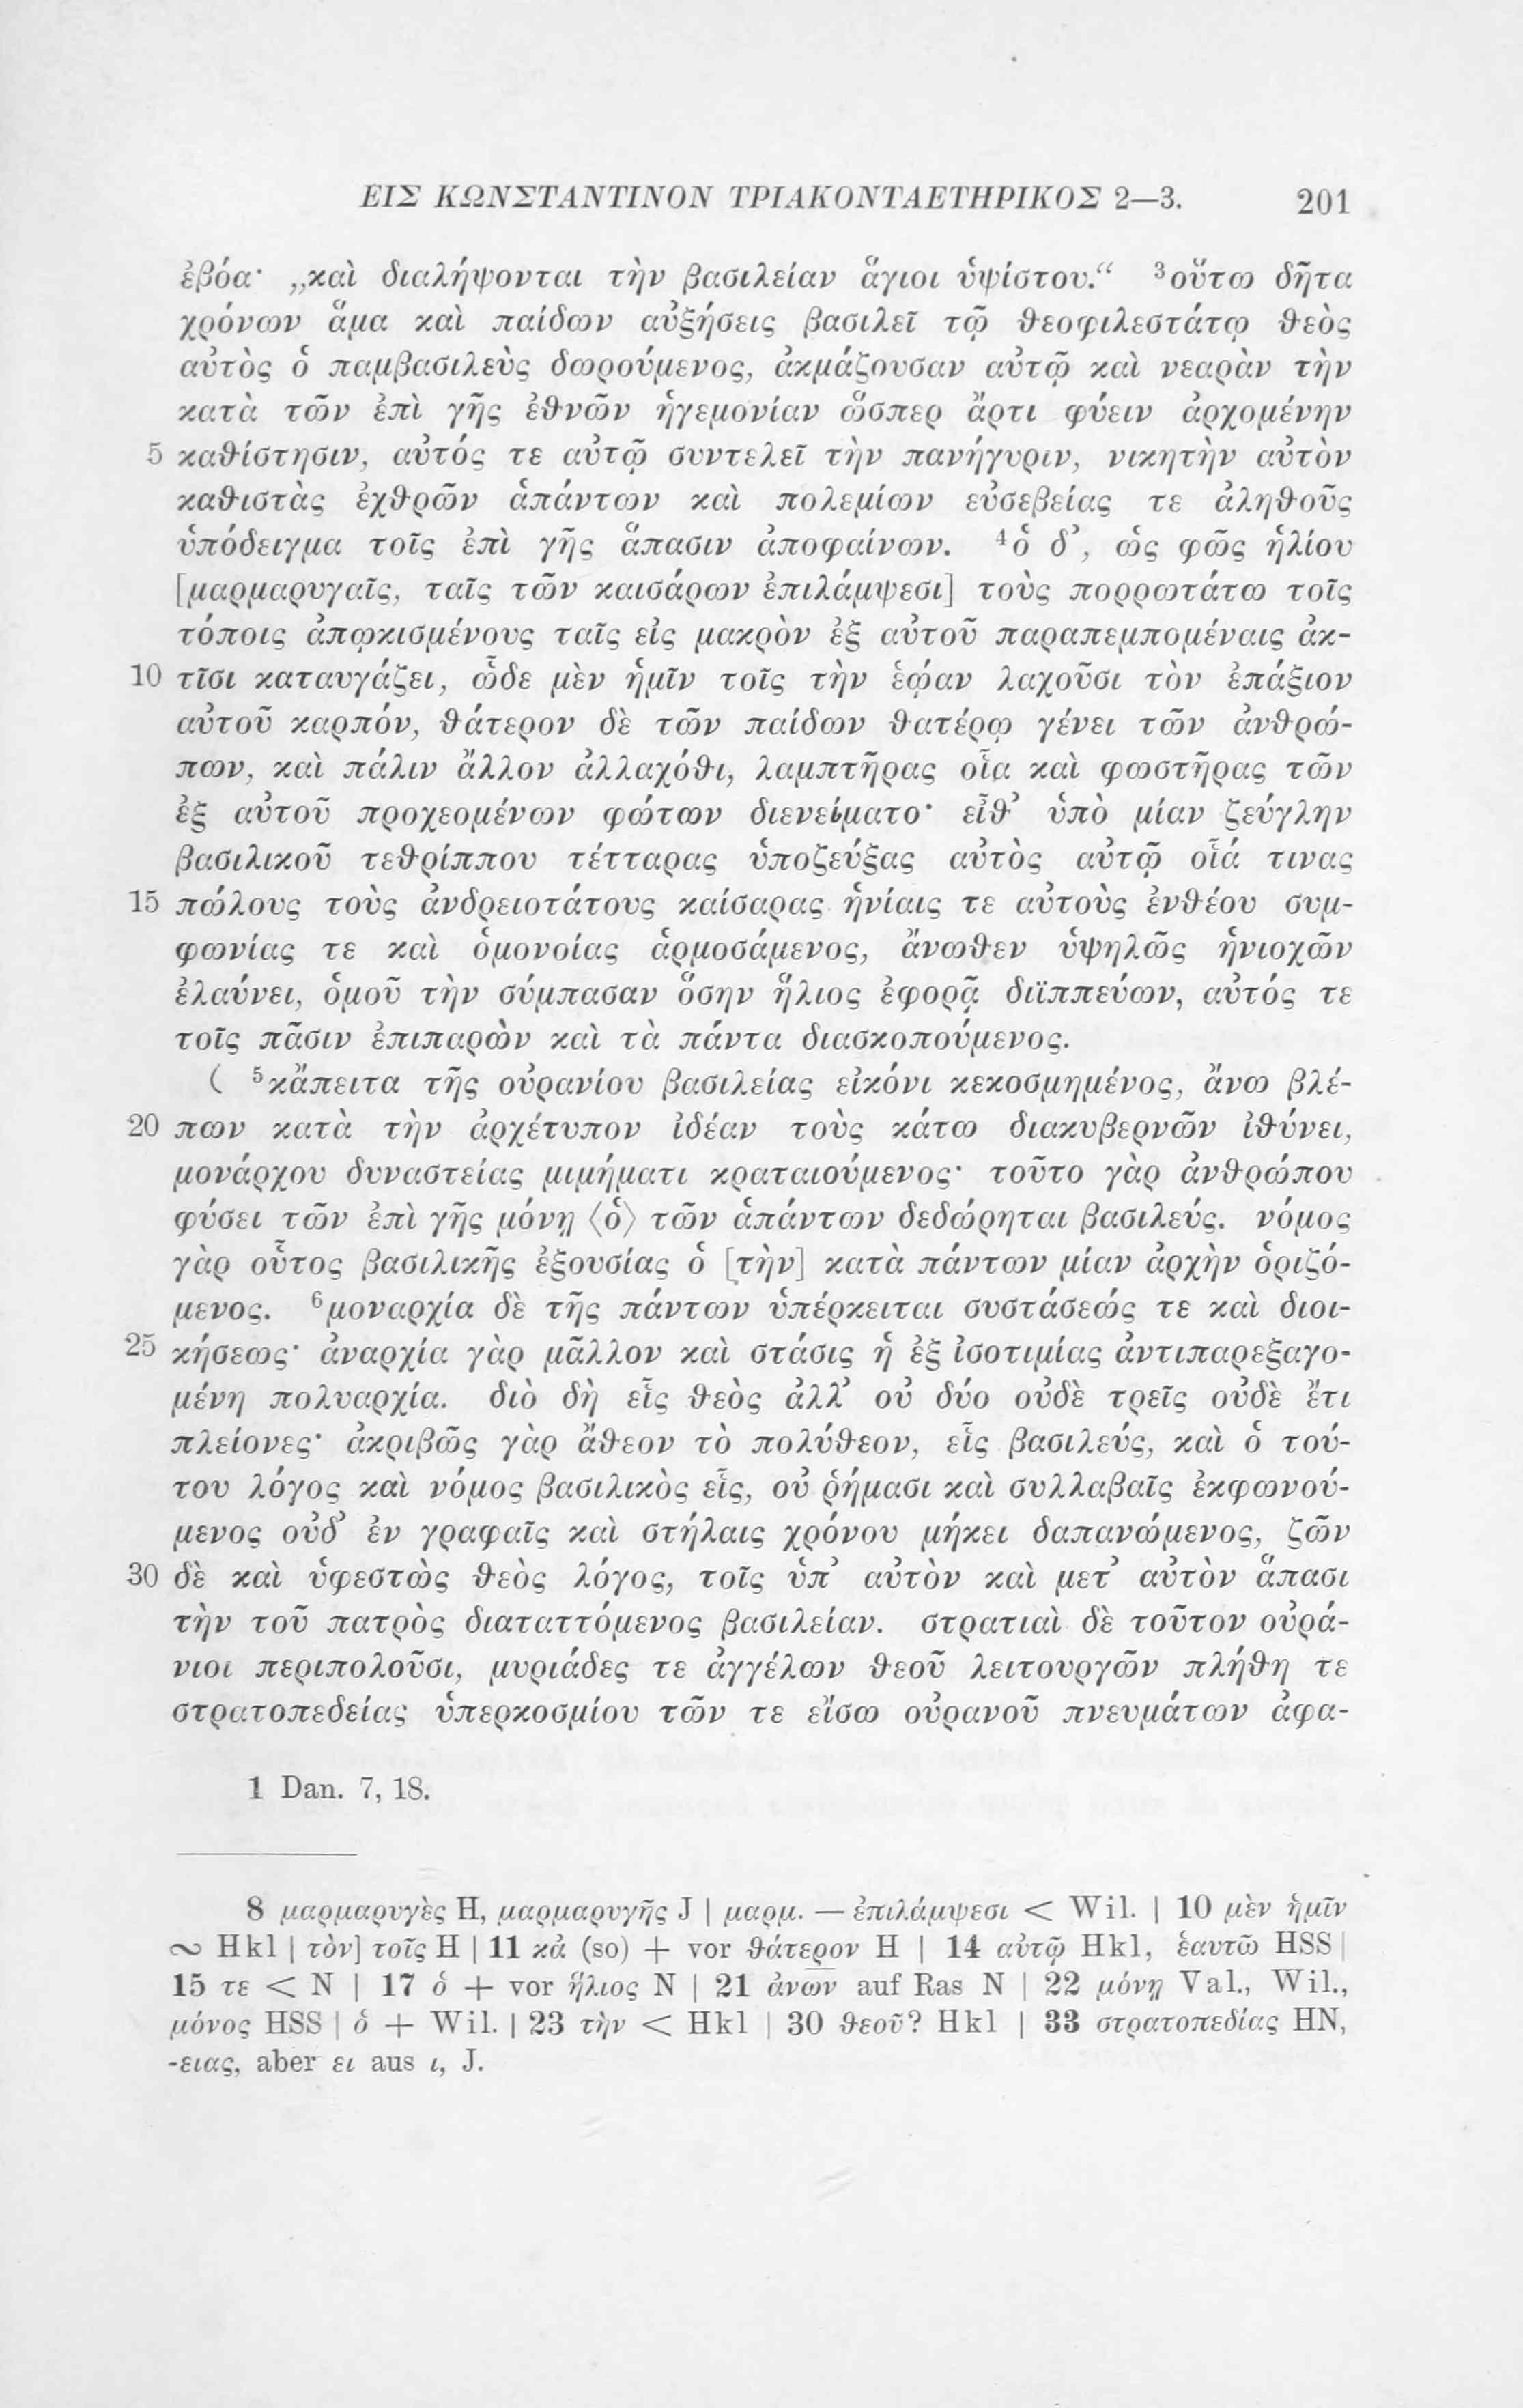 ΕΙΣ ΚΩΝΣΤΑΝΤΙΝΟΝ ΤΡΙΑΚΟΝΤΑΕΤΗΡΙΚΟΣ 2—3. 201
ἐβόα· „καὶ διαλήψονται τὴν βασιλείαν ἅγιοι ὑψίστου.“ ³οὕτω δῆτα
χρόνων ἅμα καὶ παίδων αὐξήσεις βασιλεῖ τῷ θεοφιλεστάτῳ θεὸς
αὐτὸς ὁ παμβασιλεὺς δωρούμενος, ἀκμάζουσαν αὐτῷ καὶ νεαρὰν τὴν
κατὰ τῶν ἐπὶ γῆς ἐθνῶν ἡγεμονίαν ὥσπερ ἄρτι φύειν ἀρχομένην
5 καθίστησιν, αὐτός τε αὐτῷ συντελεῖ τὴν πανήγυριν, νικητὴν αὐτὸν
καθιστὰς ἐχθρῶν ἁπάντων καὶ πολεμίων εὐσεβείας τε ἀληθοῦς
ὑπόδειγμα τοῖς ἐπὶ γῆς ἅπασιν ἀποφαίνων. ⁴ὁ δ᾽, ὡς φῶς ἡλίου
[μαρμαρυγαῖς, ταῖς τῶν καισάρων ἐπιλάμψεσι] τοὺς πορρωτάτω τοῖς
τόποις ἀπῳκισμένους ταῖς εἰς μακρὸν ἐξ αὐτοῦ παραπεμπομέναις ἀκ-
10 τῖσι καταυγάζει, ὧδε μὲν ἡμῖν τοῖς τὴν ἑῴαν λαχοῦσι τὸν ἐπάξιον
αὐτοῦ καρπόν, θάτερον δὲ τῶν παίδων θατέρῳ γένει τῶν ἀνθρώ-
πων, καὶ πάλιν ἄλλον ἀλλαχόθι, λαμπτῆρας οἷα καὶ φωστῆρας τῶν
ἐξ αὐτοῦ προχεομένων φώτων διενείματο· εἶθ᾽ ὑπὸ μίαν ζεύγλην
βασιλικοῦ τεθρίππου τέτταρας ὑποζεύξας αὐτὸς αὑτῷ οἷά τινας
15 πώλους τοὺς ἀνδρειοτάτους καίσαρας ἡνίαις τε αὐτοὺς ἐνθέου συμ-
φωνίας τε καὶ ὁμονοίας ἁρμοσάμενος, ἄνωθεν ὑψηλῶς ἡνιοχῶν
ἐλαύνει, ὁμοῦ τὴν σύμπασαν ὅσην ἥλιος ἐφορᾷ διϊππεύων, αὐτός τε
τοῖς πᾶσιν ἐπιπαρὼν καὶ τὰ πάντα διασκοπούμενος.
( ⁵κἄπειτα τῆς οὐρανίου βασιλείας εἰκόνι κεκοσμημένος, ἄνω βλέ-
20 πων κατὰ τὴν ἀρχέτυπον ἰδέαν τοὺς κάτω διακυβερνῶν ἰθύνει,
μονάρχου δυναστείας μιμήματι κραταιούμενος· τοῦτο γὰρ ἀνθρώπου
φύσει τῶν ἐπὶ γῆς μόνῃ ⟨ὁ⟩ τῶν ἁπάντων δεδώρηται βασιλεύς. νόμος
γὰρ οὗτος βασιλικῆς ἐξουσίας ὁ [τὴν] κατὰ πάντων μίαν ἀρχὴν ὁριζό-
μενος. ⁶μοναρχία δὲ τῆς πάντων ὑπέρκειται συστάσεώς τε καὶ διοι-
25 κήσεως· ἀναρχία γὰρ μᾶλλον καὶ στάσις ἡ ἐξ ἰσοτιμίας ἀντιπαρεξαγο-
μένη πολυαρχία. διὸ δὴ εἷς θεὸς ἀλλ᾽ οὐ δύο οὐδὲ τρεῖς οὐδὲ ἔτι
πλείονες· ἀκριβῶς γὰρ ἄθεον τὸ πολύθεον, εἷς βασιλεύς, καὶ ὁ τού-
του λόγος καὶ νόμος βασιλικὸς εἷς, οὐ ῥήμασι καὶ συλλαβαῖς ἐκφωνού-
μενος οὐδ᾽ ἐν γραφαῖς καὶ στήλαις χρόνου μήκει δαπανώμενος, ζῶν
30 δὲ καὶ ὑφεστὼς θεὸς λόγος, τοῖς ὑπ᾽ αὐτὸν καὶ μετ᾽ αὐτὸν ἅπασι
τὴν τοῦ πατρὸς διαταττόμενος βασιλείαν. στρατιαὶ δὲ τοῦτον οὐρά-
νιοι περιπολοῦσι, μυριάδες τε ἀγγέλων θεοῦ λειτουργῶν πλήθη τε
στρατοπεδείας ὑπερκοσμίου τῶν τε εἴσω οὐρανοῦ πνευμάτων ἀφα-
1 Dan. 7, 18.
8 μαρμαρυγὲς H, μαρμαρυγῆς J | μαρμ. — ἐπιλάμψεσι < Wil. | 10 μὲν ἡμῖν
∾ Hkl | τὸν] τοῖς H | 11 κἀ (so) + vor θάτερον H | 14 αὑτῷ Hkl, ἑαυτῶ HSS |
15 τε < N | 17 ὁ + vor ἥλιος N | 21 ἀνων auf Ras N | 22 μόνῃ Val., Wil.,
μόνος HSS | ὁ + Wil. | 23 τὴν < Hkl | 30 θεοῦ? Hkl | 33 στρατοπεδίας HN,
-ειας, aber ει aus ι, J.